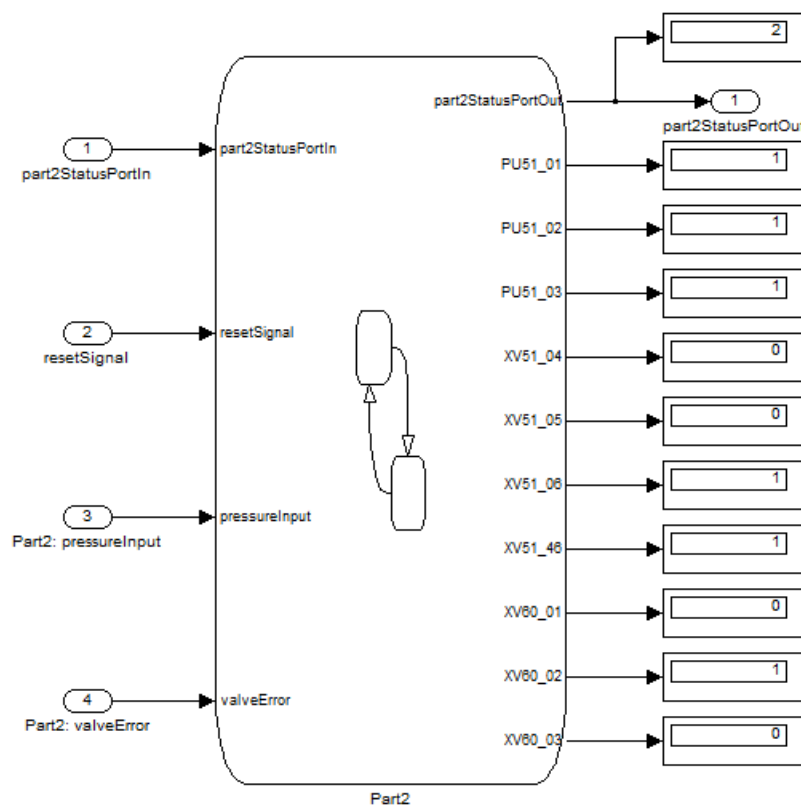 2
part2StatusPortOut
1
part2StatusPortOut
1
part2StatusPortIn
part2StatusPortIn
PU51_01
1
PU51_02
1
PU51_03
1
2
resetSignal
resetSignal
XV51_04
0
XV51_05
0
XV51_06
1
3
Part2: pressureInput
pressureInput
XV51_46
1
XV60_01
0
XV60_02
1
4
Part2: valveError
valveError
XV60_03
0
Part2